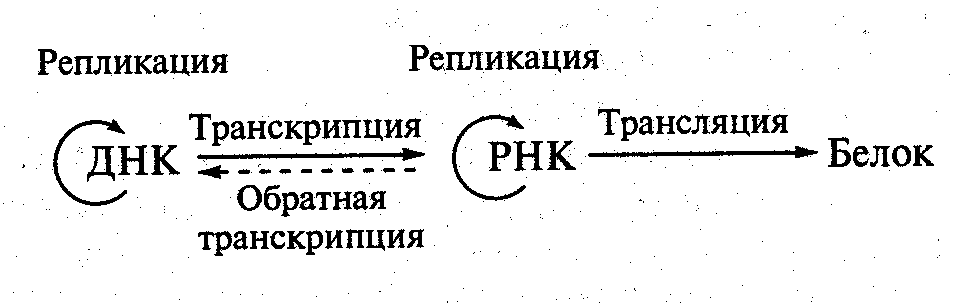 Репликация
Репликация
Транскрипция
Трансляция
ДНК
РНК
Белок
Обратная
транскрипция